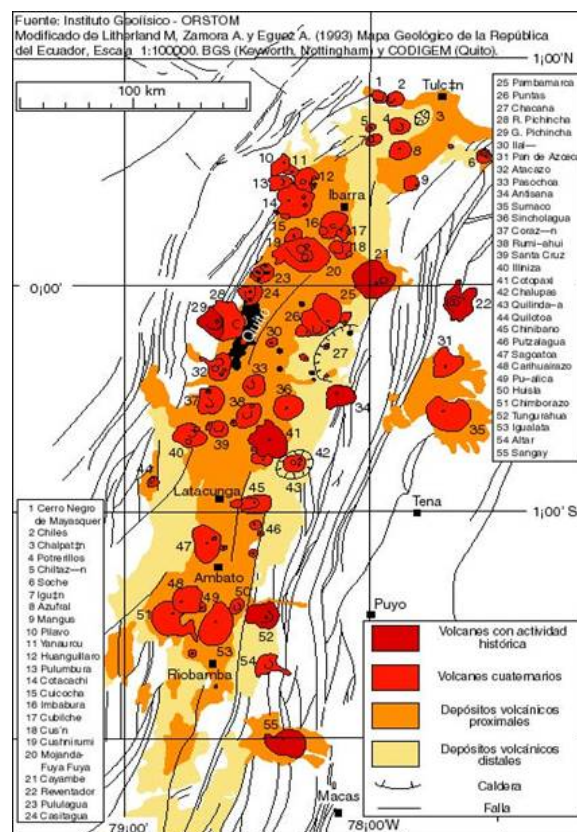 Fuente: Instituto Geofísico - ORSTOM
Modificado de Litherland M, Zamora A. y Eguez A. (1993) Mapa Geológico de la República
del Ecuador, Escala 1:100000. BGS (Keyworth, Nottingham) y CODIGEM (Quito).
1,00'N
100 km
Tulc‡n
Ibarra
0,00'
Quito
Latacunga
1,00' S
Tena
Ambato
Puyo
Riobamba
Macas
79,00'
78,00'W
25 Pambamarca
26 Puntas
27 Chacana
28 R. Pichincha
29 G. Pichincha
30 Ilal—
31 Pan de Azœca
32 Atacazo
33 Pasochoa
34 Antisana
35 Sumaco
36 Sincholagua
37 Coraz—n
38 Rumi-ahui
39 Santa Cruz
40 Illiniza
41 Cotopaxi
42 Chalupas
43 Quilinda-a
44 Quilotoa
45 Chinibano
46 Putzalagua
47 Sagoatoa
48 Carihuairazo
49 Pu-alica
50 Huisla
51 Chimborazo
52 Tungurahua
53 Igualata
54 Altar
55 Sangay
1 Cerro Negro
de Mayasquer
2 Chiles
3 Chalpat‡n
4 Potrerillos
5 Chiltaz—n
6 Soche
7 Igu‡n
8 Azufral
9 Mangus
10 Pilavo
11 Yanaurcu
12 Huanguillaro
13 Pulumbura
14 Cotacachi
15 Cuicocha
16 Imbabura
17 Cubilche
18 Cus'n
19 Cushnirumi
20 Mojanda-
Fuya Fuya
21 Cayambe
22 Reventador
23 Pululagua
24 Casitagua
Volcanes con actividad
histórica
Volcanes cuaternarios
Depósitos volcánicos
proximales
Depósitos volcánicos
distales
Caldera
Falla